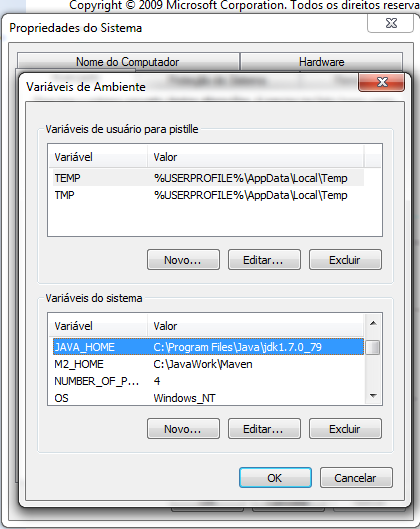 Copyright © 2009 Microsoft Corporation. Todos os direitos reserva
Propriedades do Sistema
Nome do Computador Hardware
Variáveis de Ambiente
Variáveis de usuário para pistille
Variável Valor
TEMP %USERPROFILE%\AppData\Local\Temp
TMP %USERPROFILE%\AppData\Local\Temp
Novo... Editar... Excluir
Variáveis do sistema
Variável Valor
JAVA_HOME C:\Program Files\Java\jdk1.7.0_79
M2_HOME C:\JavaWork\Maven
NUMBER_OF_P... 4
OS Windows_NT
Novo... Editar... Excluir
OK Cancelar